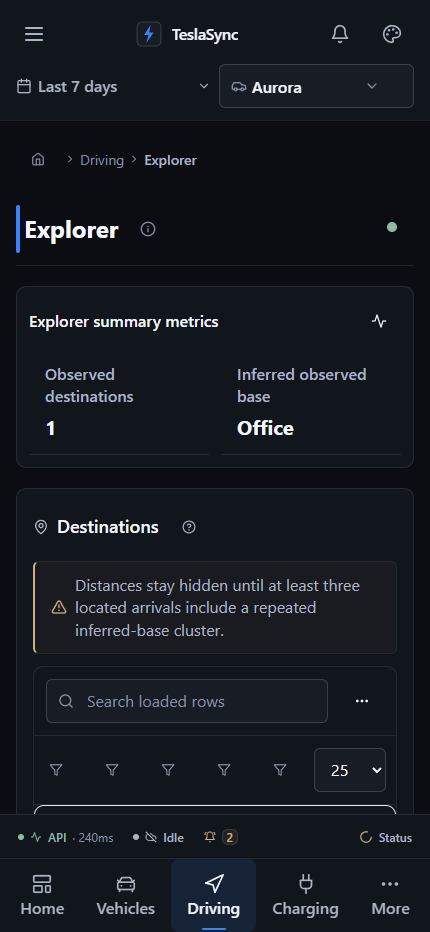 TeslaSync
Last 7 days
Aurora
Driving
Explorer
Explorer
Explorer summary metrics
Observed
destinations
1
Inferred observed
base
Office
Destinations
Distances stay hidden until at least three
located arrivals include a repeated
inferred-base cluster.
Search loaded rows
25
API · 240ms
Idle
2
Status
Home
Vehicles
Driving
Charging
More